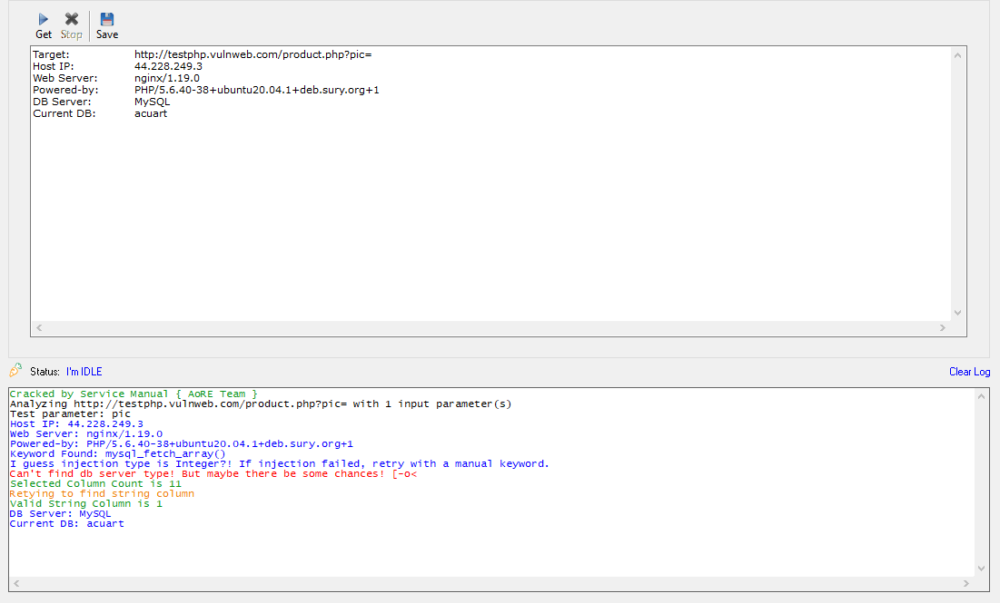 Get Stop Save
Target: http://testphp.vulnweb.com/product.php?pic=
Host IP: 44.228.249.3
Web Server: nginx/1.19.0
Powered-by: PHP/5.6.40-38+ubuntu20.04.1+deb.sury.org+1
DB Server: MySQL
Current DB: acuart
Status: I'm IDLE Clear Log
Cracked by Service Manual { AoRE Team }
Analyzing http://testphp.vulnweb.com/product.php?pic= with 1 input parameter(s)
Test parameter: pic
Host IP: 44.228.249.3
Web Server: nginx/1.19.0
Powered-by: PHP/5.6.40-38+ubuntu20.04.1+deb.sury.org+1
Keyword Found: mysql_fetch_array()
I guess injection type is Integer?! If injection failed, retry with a manual keyword.
Can't find db server type! But maybe there be some chances! [-o<
Selected Column Count is 11
Retying to find string column
Valid String Column is 1
DB Server: MySQL
Current DB: acuart